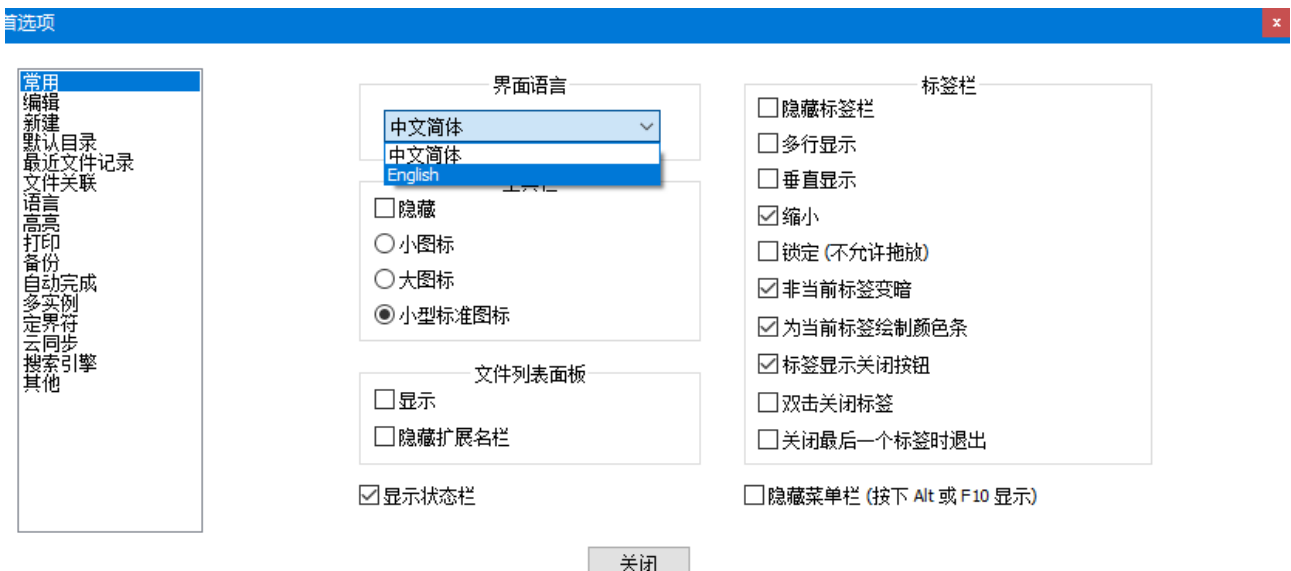 首选项
x
常用
编辑
新建
默认目录
最近文件记录
文件关联
语言
高亮
打印
备份
自动完成
多实例
定界符
云同步
搜索引擎
其他
界面语言
中文简体
中文简体
English
隐藏
小图标
大图标
小型标准图标
文件列表面板
显示
隐藏扩展名栏
显示状态栏
标签栏
隐藏标签栏
多行显示
垂直显示
缩小
锁定 (不允许拖放)
非当前标签变暗
为当前标签绘制颜色条
标签显示关闭按钮
双击关闭标签
关闭最后一个标签时退出
隐藏菜单栏 (按下 Alt 或 F10 显示)
关闭